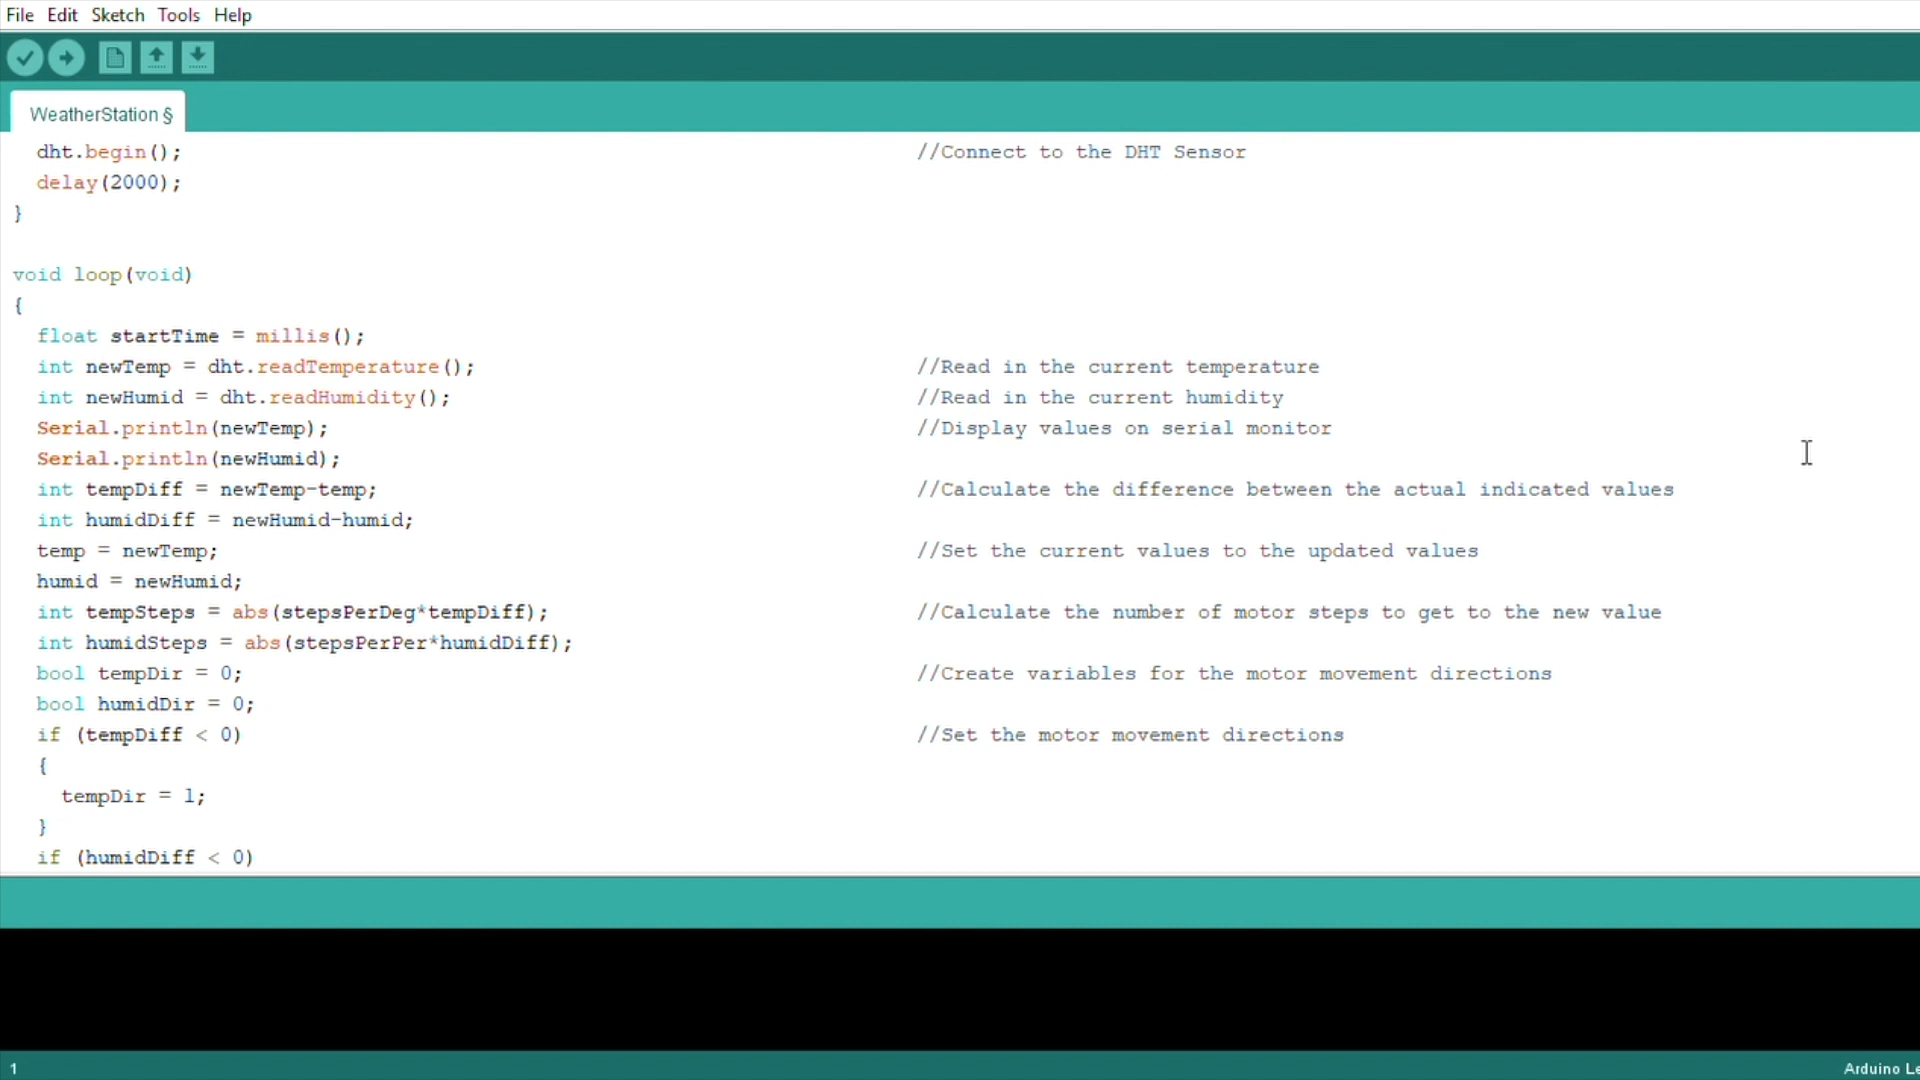 File Edit Sketch Tools Help
WeatherStation §
dht.begin(); //Connect to the DHT Sensor
delay(2000);
}
void loop(void)
{
float startTime = millis();
int newTemp = dht.readTemperature(); //Read in the current temperature
int newHumid = dht.readHumidity(); //Read in the current humidity
Serial.println(newTemp); //Display values on serial monitor
Serial.println(newHumid);
int tempDiff = newTemp-temp; //Calculate the difference between the actual indicated values
int humidDiff = newHumid-humid;
temp = newTemp; //Set the current values to the updated values
humid = newHumid;
int tempSteps = abs(stepsPerDeg*tempDiff); //Calculate the number of motor steps to get to the new value
int humidSteps = abs(stepsPerPer*humidDiff);
bool tempDir = 0; //Create variables for the motor movement directions
bool humidDir = 0;
if (tempDiff < 0) //Set the motor movement directions
{
tempDir = 1;
}
if (humidDiff < 0)
1 Arduino Le